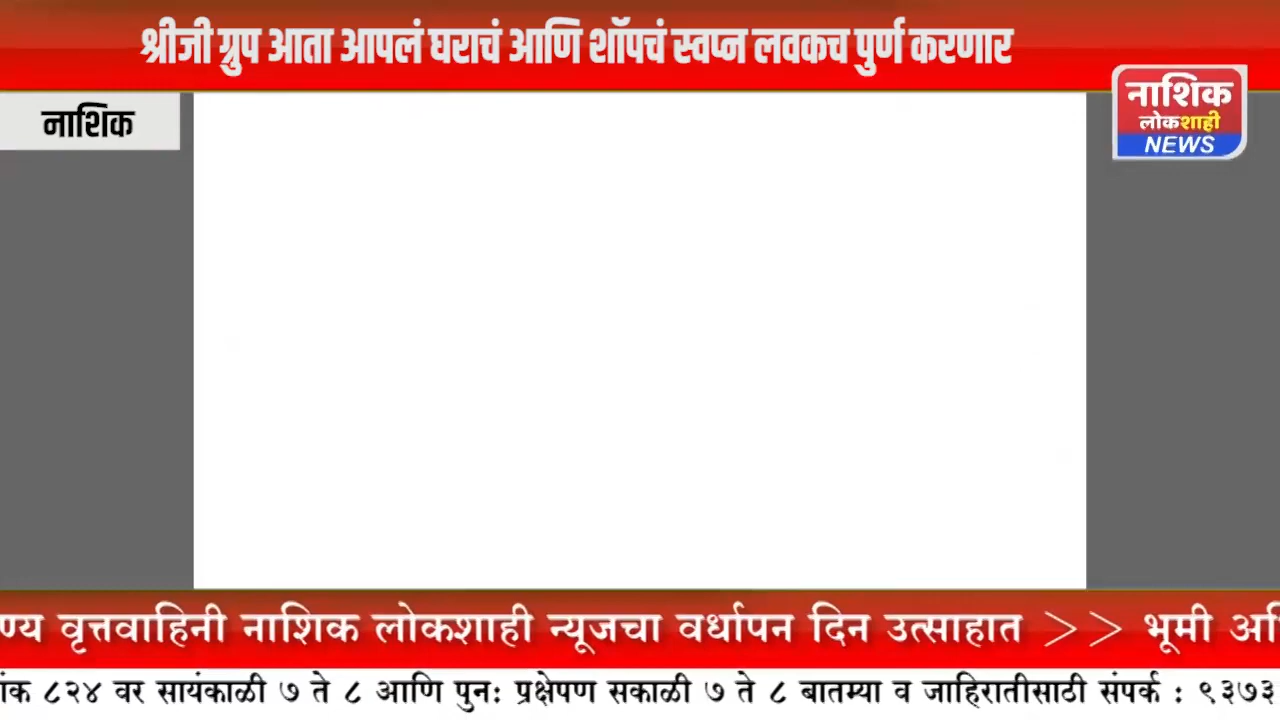 श्रीजी ग्रुप आता आपलं घराचं आणि शॉपचं स्वप्न लवकच पुर्ण करणार
नाशिक
नाशिक
लोकशाही
NEWS
वृत्तवाहिनी नाशिक लोकशाही न्यूजचा वर्धापन दिन उत्साहात >> भूमी
८२४ वर सायंकाळी ७ ते ८ आणि पुनः प्रक्षेपण सकाळी ७ ते ८ बातम्या व जाहिरातीसाठी संपर्क : ९३७३